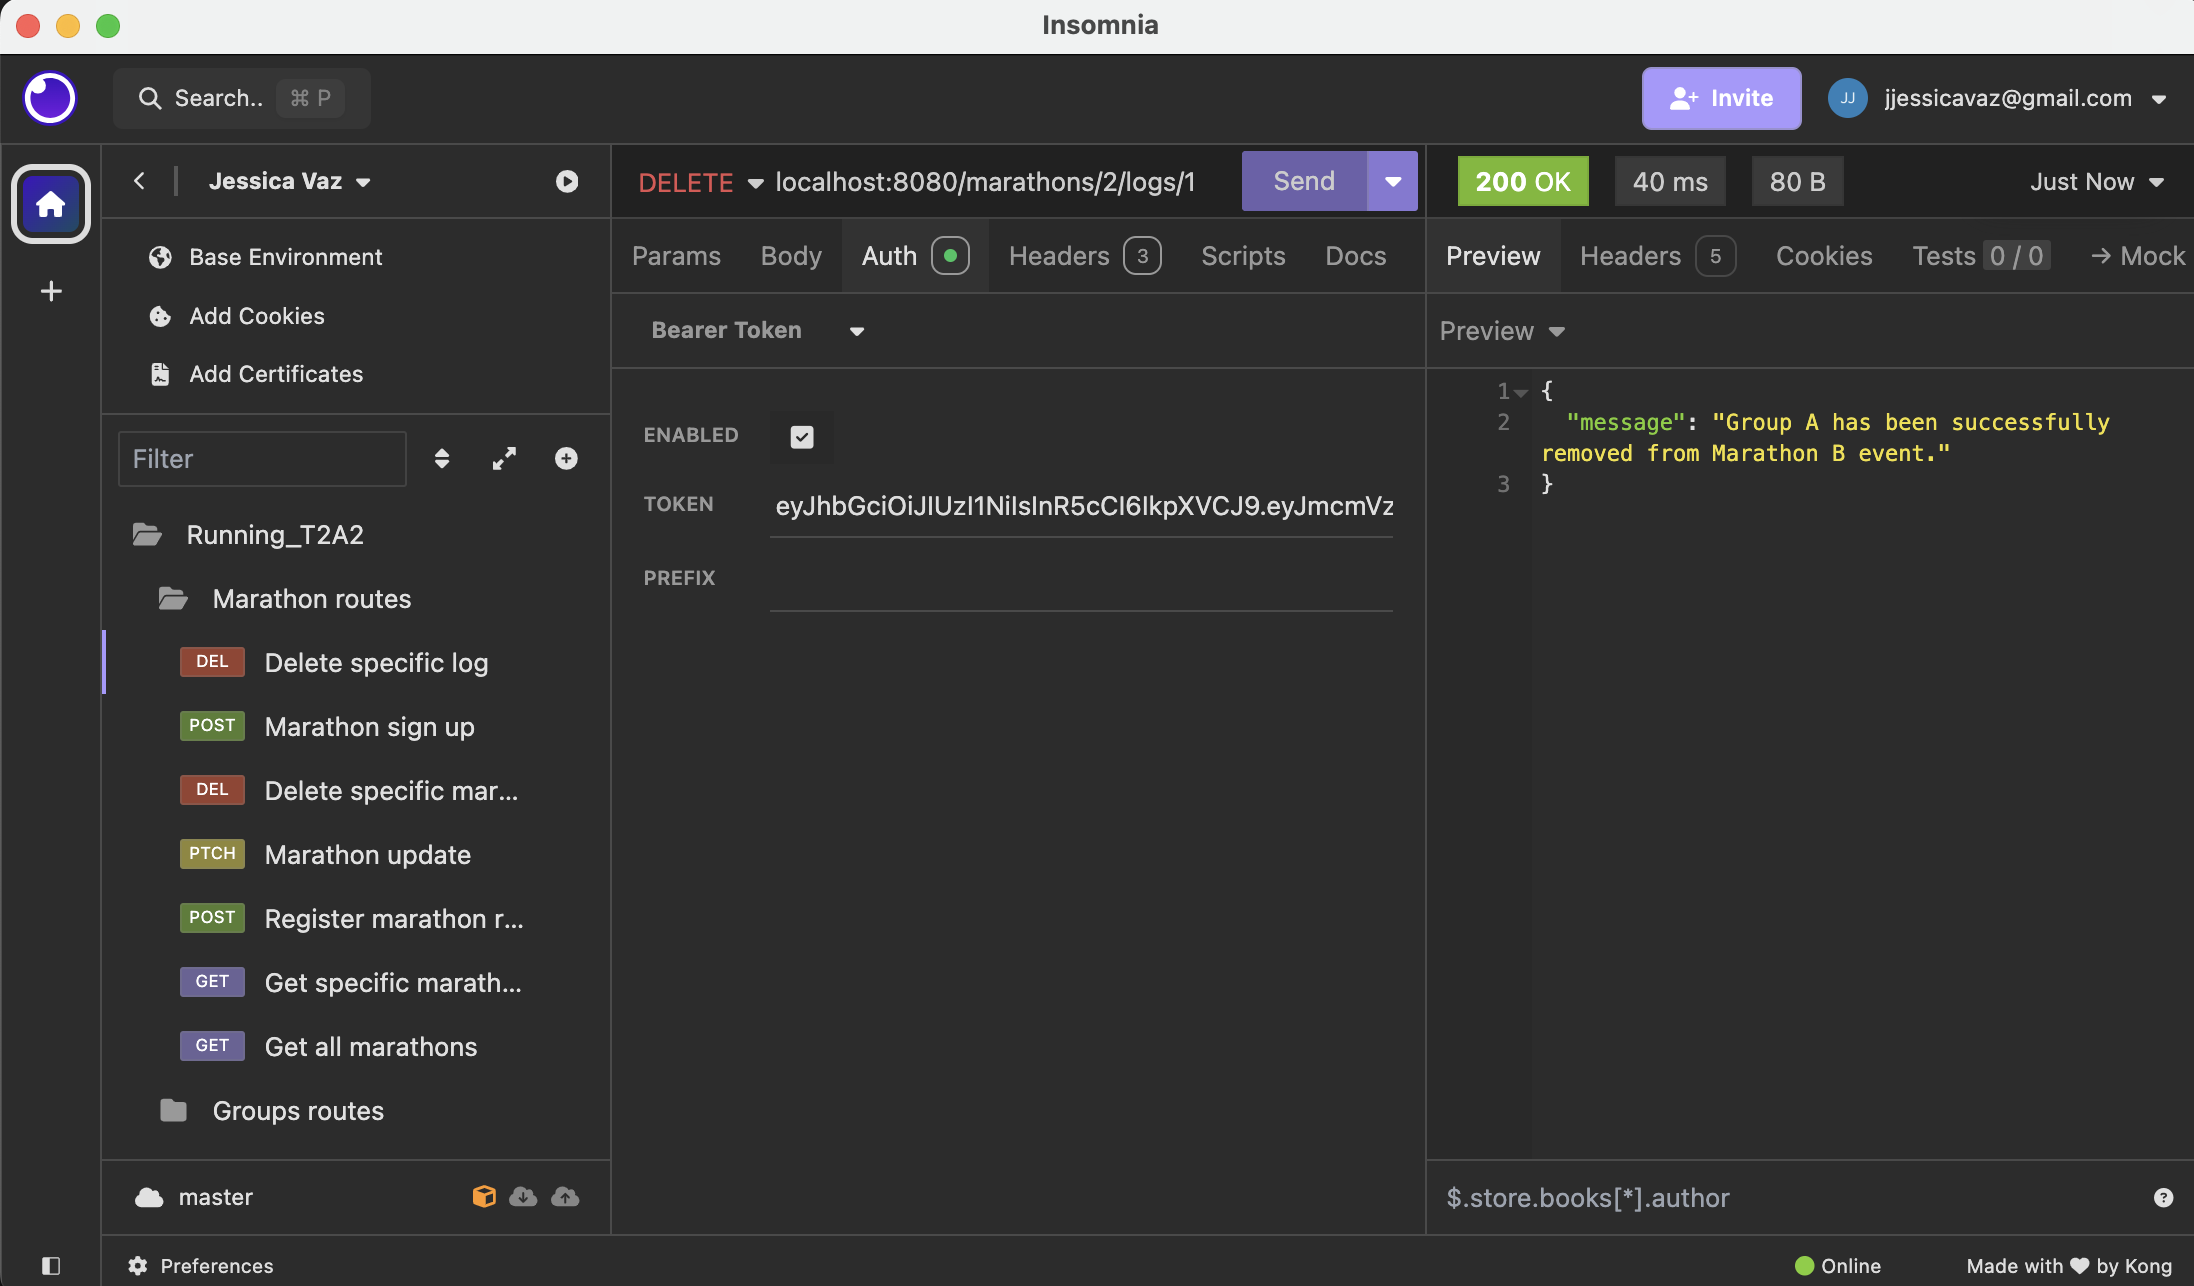 Insomnia
Search.. ⌘ P
Invite
JJ
jjessicavaz@gmail.com
Jessica Vaz
Base Environment
Add Cookies
Add Certificates
Filter
Running_T2A2
Marathon routes
DEL Delete specific log
POST Marathon sign up
DEL Delete specific mar...
PTCH Marathon update
POST Register marathon r...
GET Get specific marath...
GET Get all marathons
Groups routes
master
Preferences
DELETE localhost:8080/marathons/2/logs/1 Send
Params Body Auth Headers 3 Scripts Docs
Bearer Token
ENABLED
TOKEN eyJhbGciOiJIUzI1NiIsInR5cCI6IkpXVCJ9.eyJmcmVz
PREFIX
200 OK 40 ms 80 B Just Now
Preview Headers 5 Cookies Tests 0 / 0 → Mock
Preview
1 {
2 "message": "Group A has been successfully
removed from Marathon B event."
3 }
$.store.books[*].author
?
Online Made with ♥ by Kong